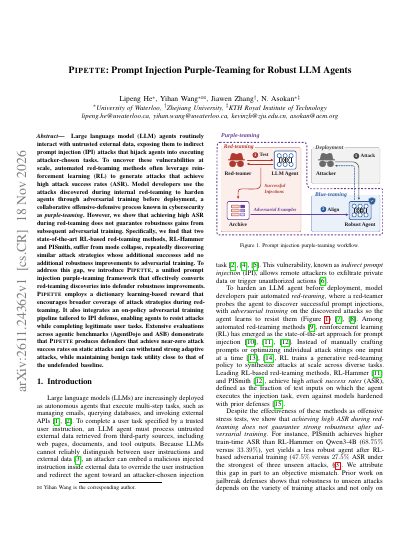 PIPETTE: Prompt Injection Purple-Teaming for Robust LLM Agents
Lipeng He*, Yihan Wang*✉, Jiawen Zhang†, N. Asokan*‡
*University of Waterloo, †Zhejiang University, ‡KTH Royal Institute of Technology
lipeng.he@uwaterloo.ca, yihan.wang@uwaterloo.ca, kevinzh@zju.edu.cn, asokan@acm.org
arXiv:2611.24362v1 [cs.CR] 18 Nov 2026
Abstract— Large language model (LLM) agents routinely
interact with untrusted external data, exposing them to indirect
prompt injection (IPI) attacks that hijack agents into executing
attacker-chosen tasks. To uncover these vulnerabilities at
scale, automated red-teaming methods often leverage rein-
forcement learning (RL) to generate attacks that achieve
high attack success rates (ASR). Model developers use the
attacks discovered during internal red-teaming to harden
agents through adversarial training before deployment, a
collaborative offensive-defensive process known in cybersecurity
as purple-teaming. However, we show that achieving high ASR
during red-teaming does not guarantee robustness gains from
subsequent adversarial training. Specifically, we find that two
state-of-the-art RL-based red-teaming methods, RL-Hammer
and PISmith, suffer from mode collapse, repeatedly discovering
similar attack strategies whose additional successes add
no additional robustness improvements to adversarial training.
To address this gap, we introduce PIPETTE, a unified prompt
injection purple-teaming framework that effectively converts
red-teaming discoveries into defender robustness improvements.
PIPETTE employs a dictionary learning-based reward that
encourages broader coverage of attack strategies during red-
teaming. It also integrates an on-policy adversarial training
pipeline tailored to IPI defense, enabling agents to resist attacks
while completing legitimate user tasks. Extensive evaluations
across agentic benchmarks (AgentDojo and ASR) demonstrate
that PIPETTE produces defenders that achieve near-zero attack
success rates on static attacks and can withstand strong adaptive
attacks, while maintaining benign task utility close to that of
the undefended baseline.
1. Introduction
Large language models (LLMs) are increasingly deployed
as autonomous agents that execute multi-step tasks, such as
managing emails, querying databases, and invoking external
APIs [1], [2]. To complete a user task specified by a trusted
user instruction, an LLM agent must process untrusted
external data retrieved from third-party sources, including
web pages, documents, and tool outputs. Because LLMs
cannot reliably distinguish between user instructions and
external data [3], an attacker can embed a malicious injected
instruction inside external data to override the user instruction
and redirect the agent toward an attacker-chosen injection
✉ Yihan Wang is the corresponding author.
Purple-teaming
Red-teaming
Test
Red-teamer
LLM Agent
Successful
Injections
Archive
Adversarial Examples
Deployment
Attack
Attacker
Blue-teaming
Align
Robust Agent
Figure 1. Prompt injection purple-teaming workflow.
task [2], [4], [5]. This vulnerability, known as indirect prompt
injection (IPI), allows remote attackers to exfiltrate private
data or trigger unauthorized actions [6].
To harden an LLM agent before deployment, model
developers pair automated red-teaming, where a red-teamer
probes the agent to discover successful prompt injections,
with adversarial training on the discovered attacks so the
agent learns to resist them (Figure 1) [7], [8]. Among
automated red-teaming methods [9], reinforcement learning
(RL) has emerged as the state-of-the-art approach for prompt
injection [10], [11], [12]. Instead of manually crafting
prompts or optimizing individual attack strings one input
at a time [13], [14], RL trains a generative red-teaming
policy to synthesize attacks at scale across diverse tasks.
Leading RL-based red-teaming methods, RL-Hammer [11]
and PISmith [12], achieve high attack success rates (ASR),
defined as the fraction of test inputs on which the agent
executes the injection task, even against models hardened
with prior defenses [15].
Despite the effectiveness of these methods as offensive
stress tests, we show that achieving high ASR during
red-teaming does not guarantee strong robustness after ad-
versarial training. For instance, PISmith achieves higher
train-time ASR than RL-Hammer on Qwen3-4B (68.75%
versus 33.39%), yet yields a less robust agent after RL-
based adversarial training (47.5% versus 27.5% ASR under
the strongest of three unseen attacks, §3). We attribute
this gap in part to an objective mismatch. Prior work on
jailbreak defenses shows that robustness to unseen attacks
depends on the variety of training attacks and not only on